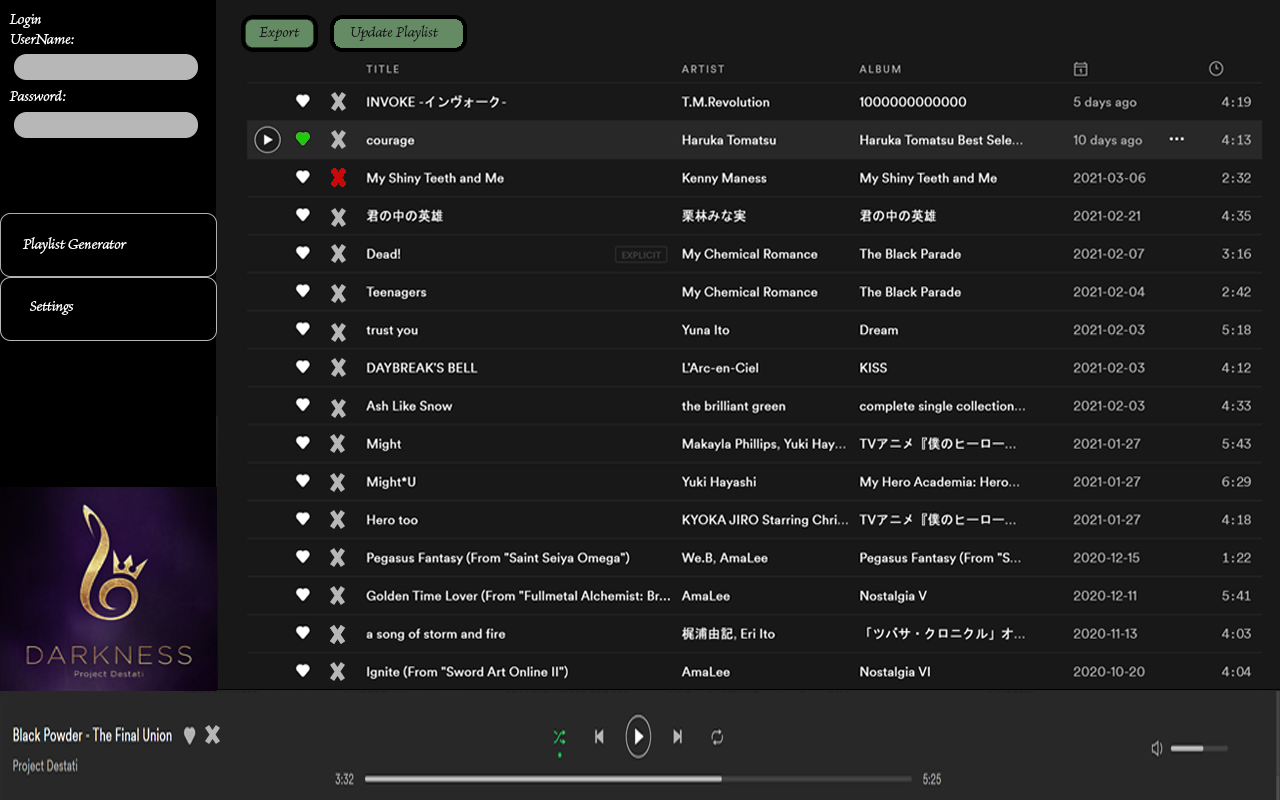 Login
UserName:
Password:
Playlist Generator
Settings
DARKNESS
Project Destati
Export Update Playlist
TITLE ARTIST ALBUM
INVOKE -インヴォーク- T.M.Revolution 1000000000000 5 days ago 4:19
courage Haruka Tomatsu Haruka Tomatsu Best Sele... 10 days ago ••• 4:13
My Shiny Teeth and Me Kenny Maness My Shiny Teeth and Me 2021-03-06 2:32
君の中の英雄 栗林みな実 君の中の英雄 2021-02-21 4:35
Dead! EXPLICIT My Chemical Romance The Black Parade 2021-02-07 3:16
Teenagers My Chemical Romance The Black Parade 2021-02-04 2:42
trust you Yuna Ito Dream 2021-02-03 5:18
DAYBREAK'S BELL L'Arc-en-Ciel KISS 2021-02-03 4:12
Ash Like Snow the brilliant green complete single collection... 2021-02-03 4:33
Might Makayla Phillips, Yuki Hay... TVアニメ『僕のヒーロー... 2021-01-27 5:43
Might*U Yuki Hayashi My Hero Academia: Hero... 2021-01-27 6:29
Hero too KYOKA JIRO Starring Chri... TVアニメ『僕のヒーロー... 2021-01-27 4:18
Pegasus Fantasy (From "Saint Seiya Omega") We.B, AmaLee Pegasus Fantasy (From "S... 2020-12-15 1:22
Golden Time Lover (From "Fullmetal Alchemist: Br... AmaLee Nostalgia V 2020-12-11 5:41
a song of storm and fire 梶浦由記, Eri Ito 「ツバサ・クロニクル」オ... 2020-11-13 4:03
Ignite (From "Sword Art Online II") AmaLee Nostalgia VI 2020-10-20 4:04
Black Powder - The Final Union
Project Destati
3:32 5:25